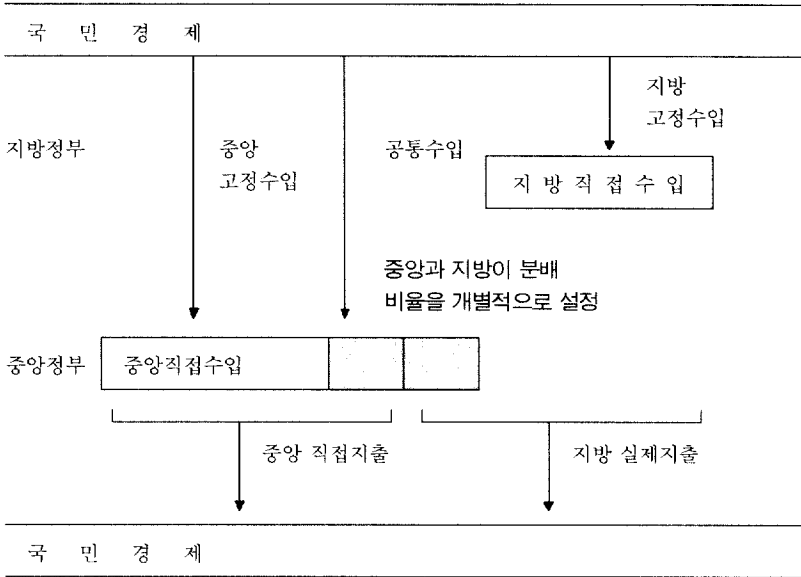 국 민 경 제
지방
고정수입
지방정부
중앙
고정수입
공통수입
지 방 직 접 수 입
중앙과 지방이 분배
비율을 개별적으로 설정
중앙정부
중앙직접수입
중앙 직접지출
지방 실제지출
국 민 경 제